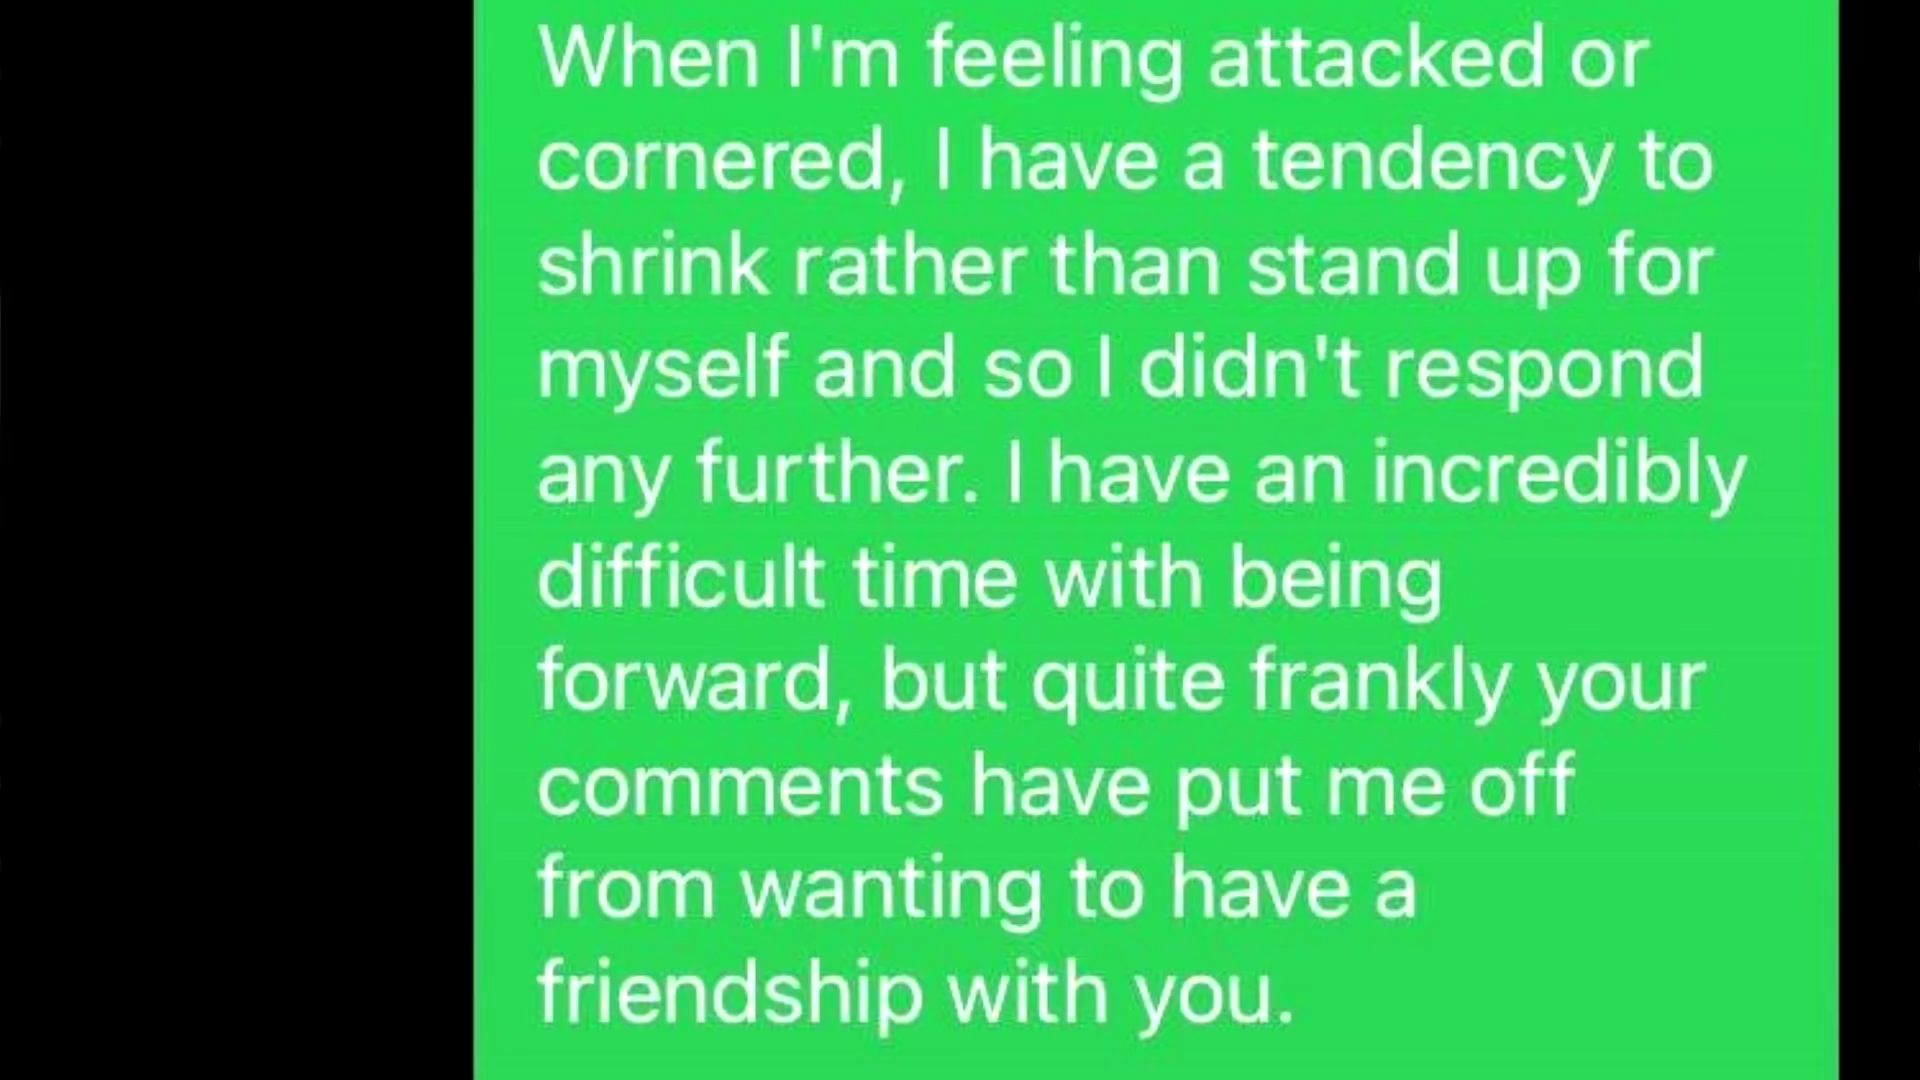 When I'm feeling attacked or
cornered, I have a tendency to
shrink rather than stand up for
myself and so I didn't respond
any further. I have an incredibly
difficult time with being
forward, but quite frankly your
comments have put me off
from wanting to have a
friendship with you.